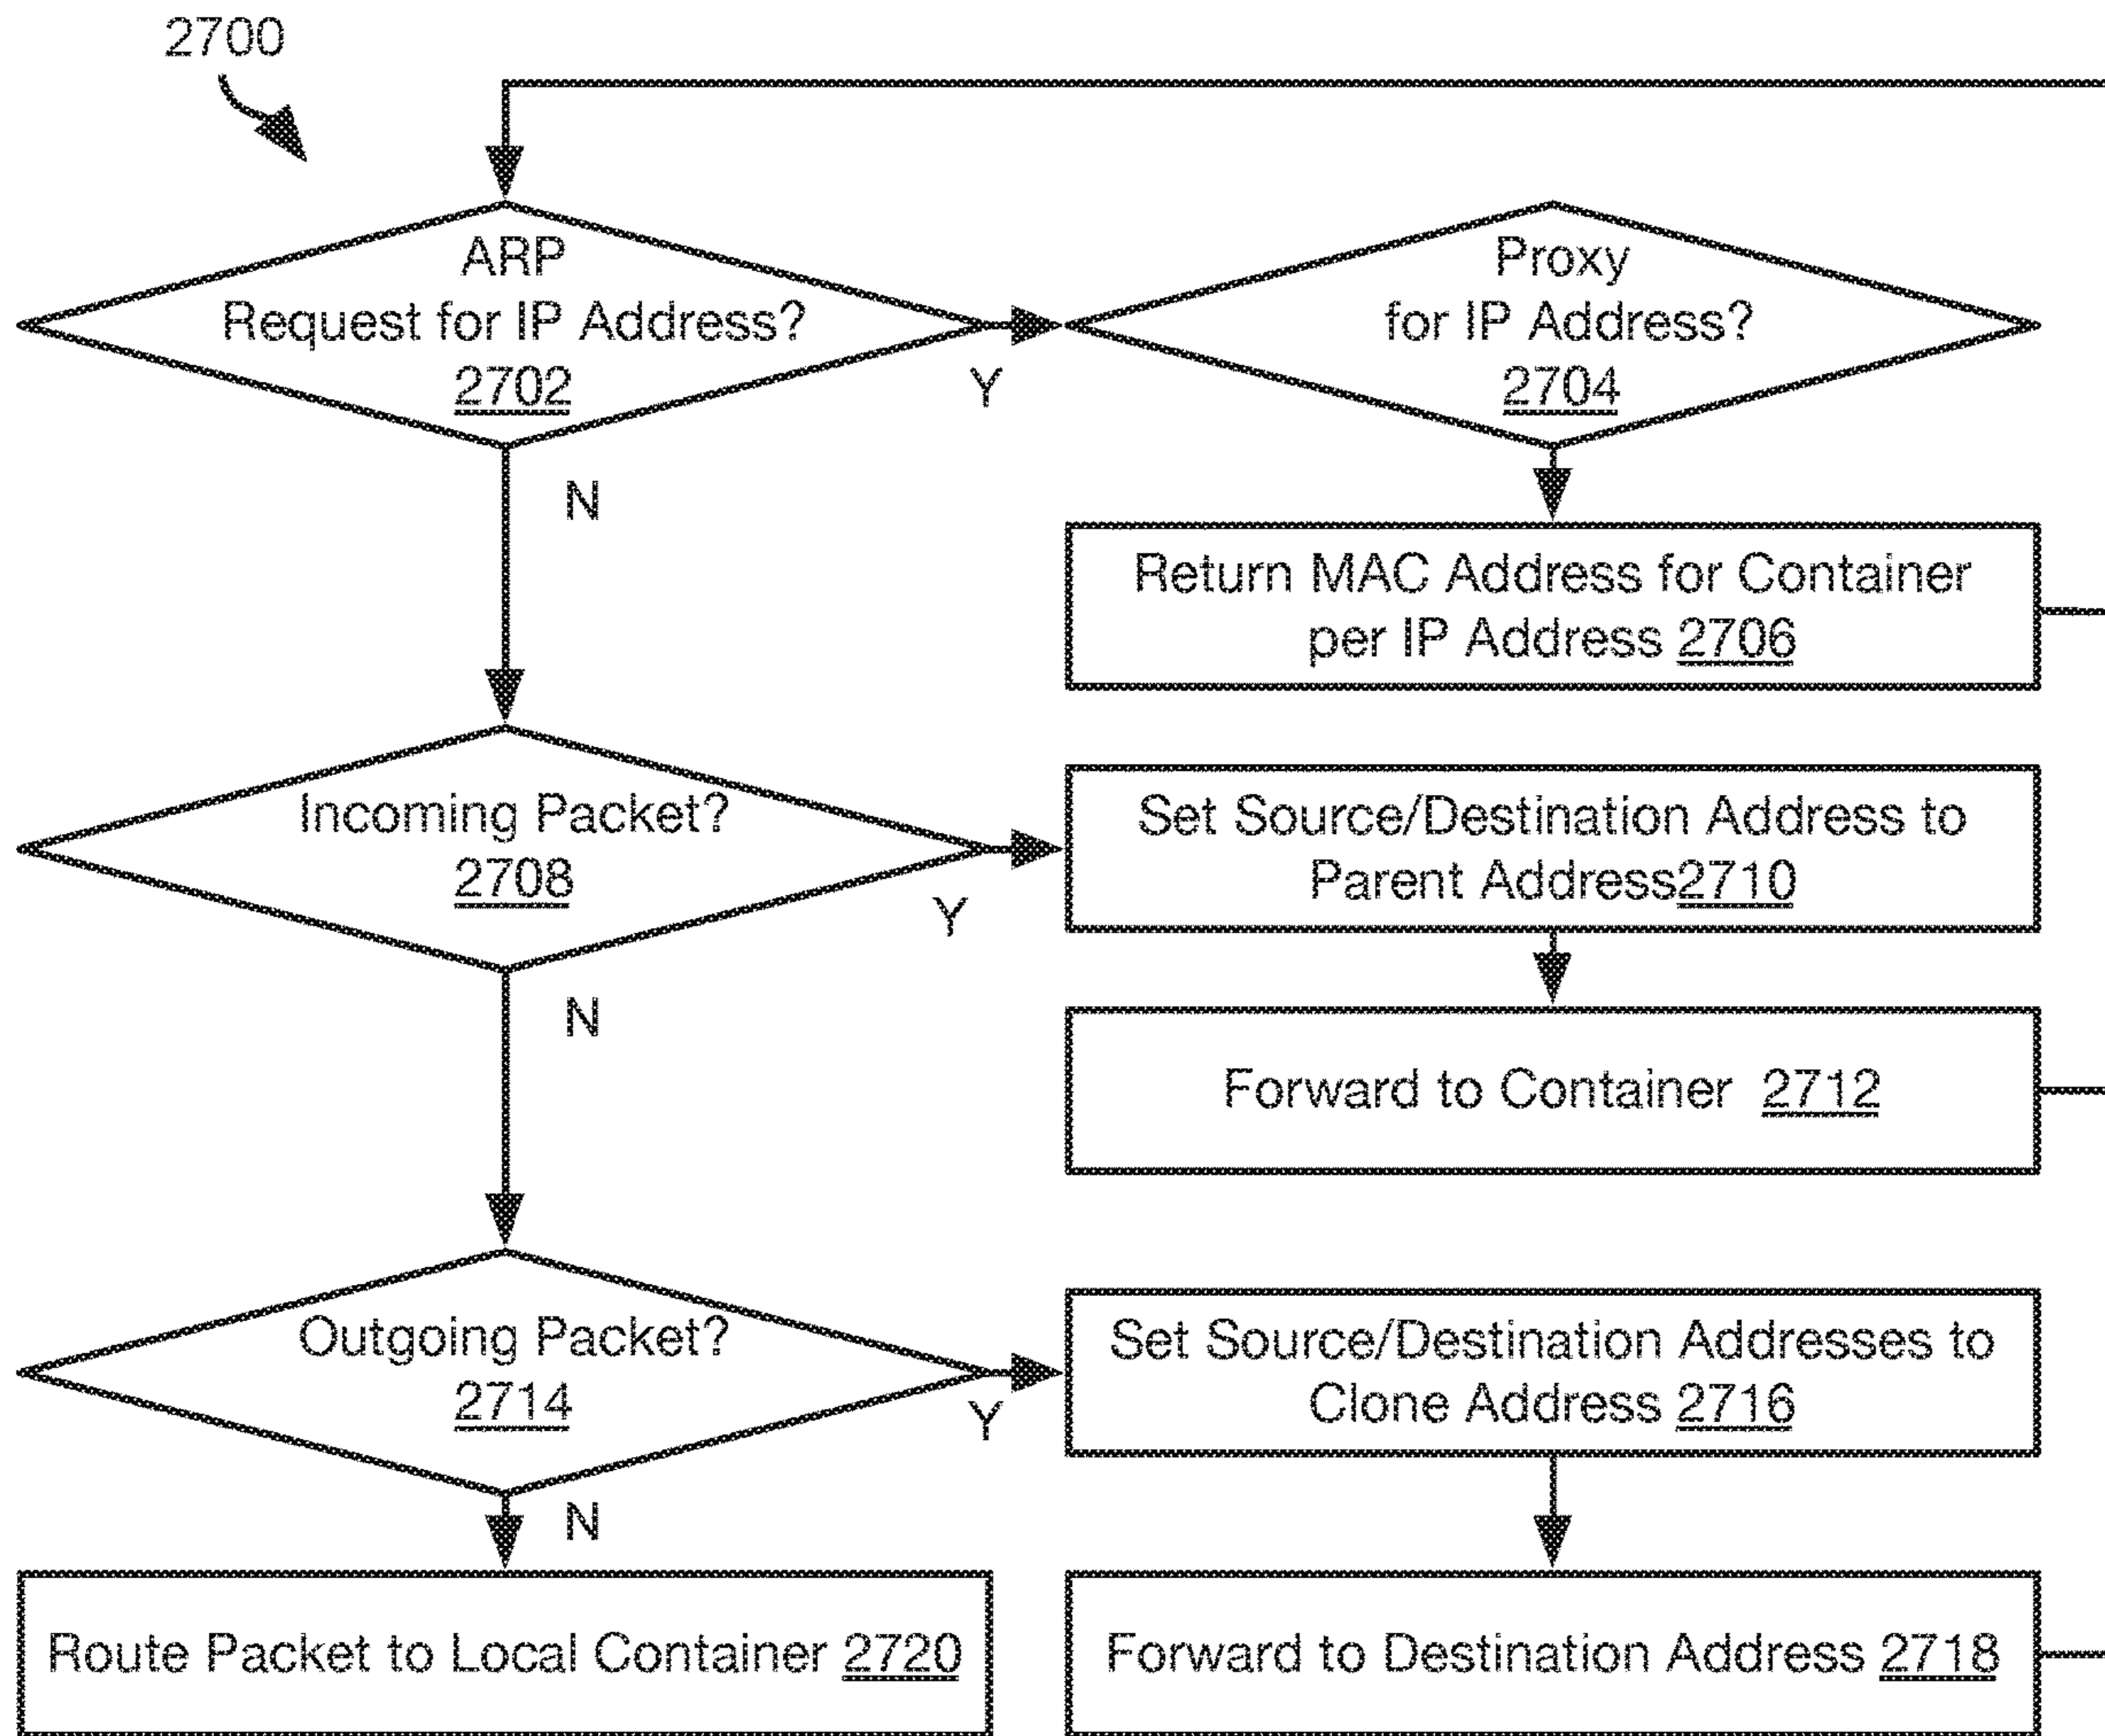 2700
ARP
Request for IP Address?
2702
Y
N
Proxy
for IP Address?
2704
Return MAC Address for Container
per IP Address 2706
Incoming Packet?
2708
Y
N
Set Source/Destination Address to
Parent Address2710
Forward to Container 2712
Outgoing Packet?
2714
Y
N
Set Source/Destination Addresses to
Clone Address 2716
Route Packet to Local Container 2720
Forward to Destination Address 2718